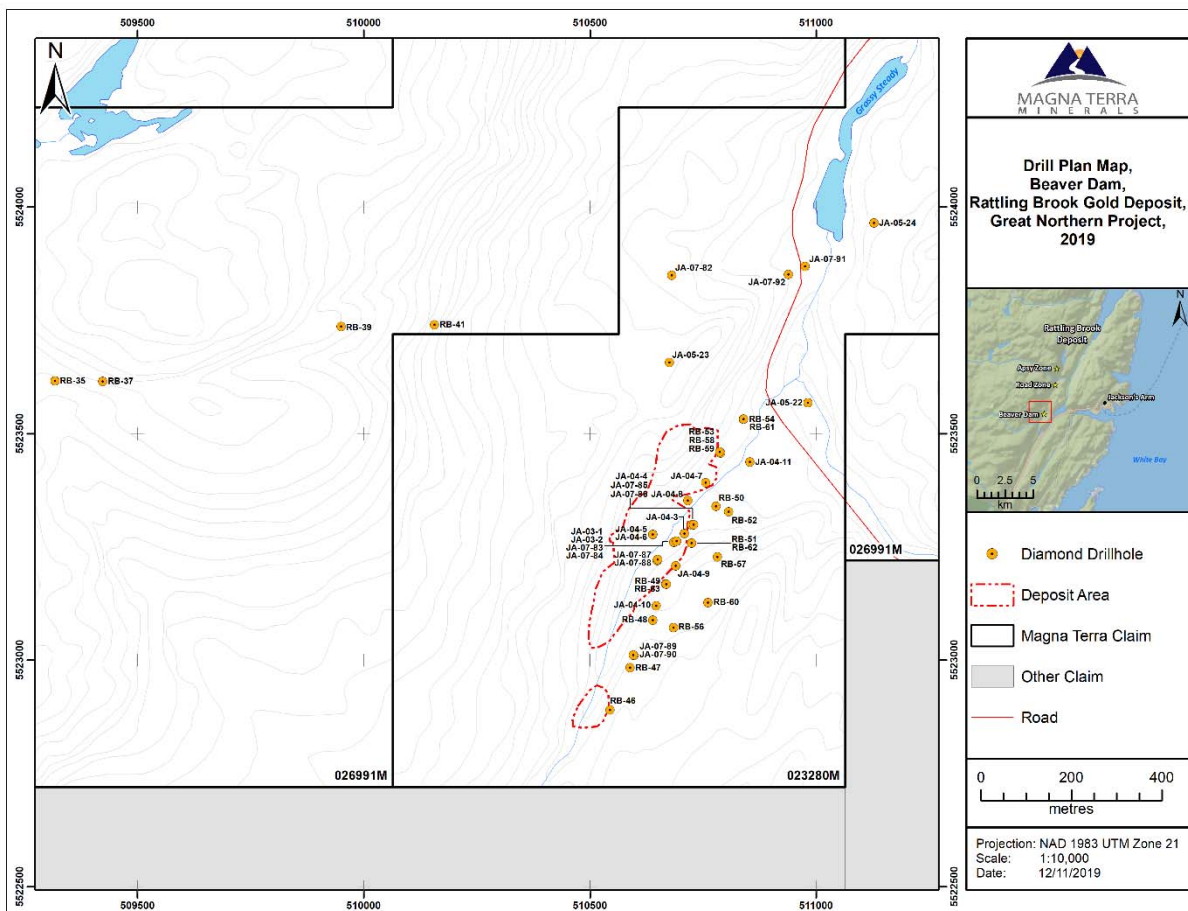 509500
510000
510500
511000
N
Grassy Steady
5524000
5524000
JA-05-24
JA-07-91
JA-07-82
JA-07-92
RB-39
RB-41
JA-05-23
RB-35
RB-37
JA-05-22
RB-54
RB-61
5523500
5523500
RB-53
RB-58
RB-59
JA-04-11
JA-04-4
JA-07-85
JA-07-86
JA-04-7
JA-04-8
RB-50
JA-04-3
RB-52
JA-03-1
JA-03-2
JA-07-83
JA-07-84
JA-04-5
JA-04-6
RB-51
RB-62
026991M
JA-07-87
JA-07-88
RB-57
JA-04-9
RB-49
RB-63
JA-04-10
RB-60
RB-48
RB-56
JA-07-89
JA-07-90
5523000
5523000
RB-47
RB-46
026991M
023280M
5522500
5522500
509500
510000
510500
511000
MAGNA TERRA
MINERALS
Drill Plan Map,
Beaver Dam,
Rattling Brook Gold Deposit,
Great Northern Project,
2019
N
Rattling Brook
Deposit
Apsy Zone
Road Zone
Jackson's Arm
Beaver Dam
White Bay
0 2.5 5
km
Diamond Drillhole
Deposit Area
Magna Terra Claim
Other Claim
Road
0 200 400
metres
Projection: NAD 1983 UTM Zone 21
Scale: 1:10,000
Date: 12/11/2019